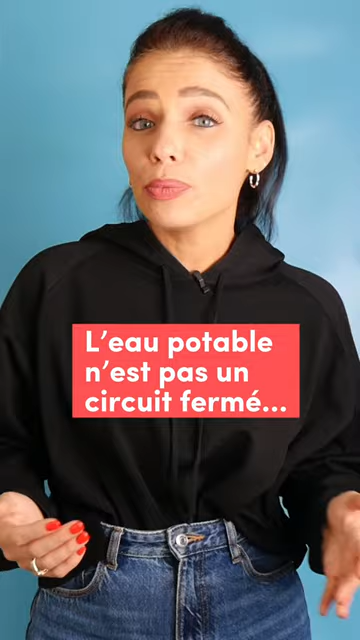 L’eau potable
n’est pas un
circuit fermé...